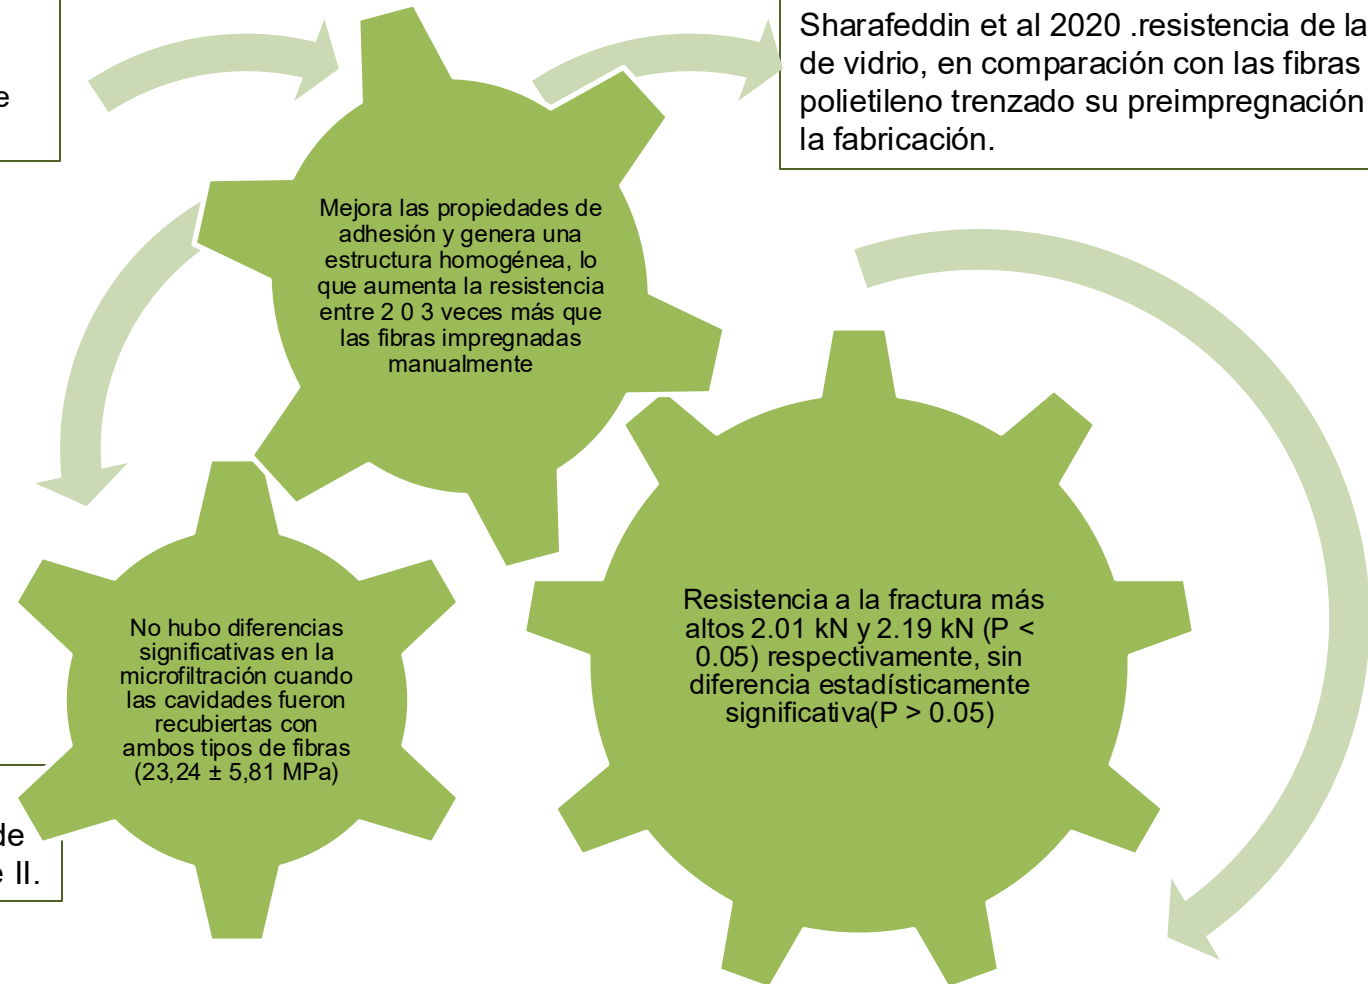 e
Sharafeddin et al 2020 .resistencia de la
de vidrio, en comparación con las fibras
polietileno trenzado su preimpregnación
la fabricación.
Mejora las propiedades de
adhesión y genera una
estructura homogénea, lo
que aumenta la resistencia
entre 2 0 3 veces más que
las fibras impregnadas
manualmente
No hubo diferencias
significativas en la
microfiltración cuando
las cavidades fueron
recubiertas con
ambos tipos de fibras
(23,24 ± 5,81 MPa)
Resistencia a la fractura más
altos 2.01 kN y 2.19 kN (P <
0.05) respectivamente, sin
diferencia estadísticamente
significativa(P > 0.05)
de
e II.